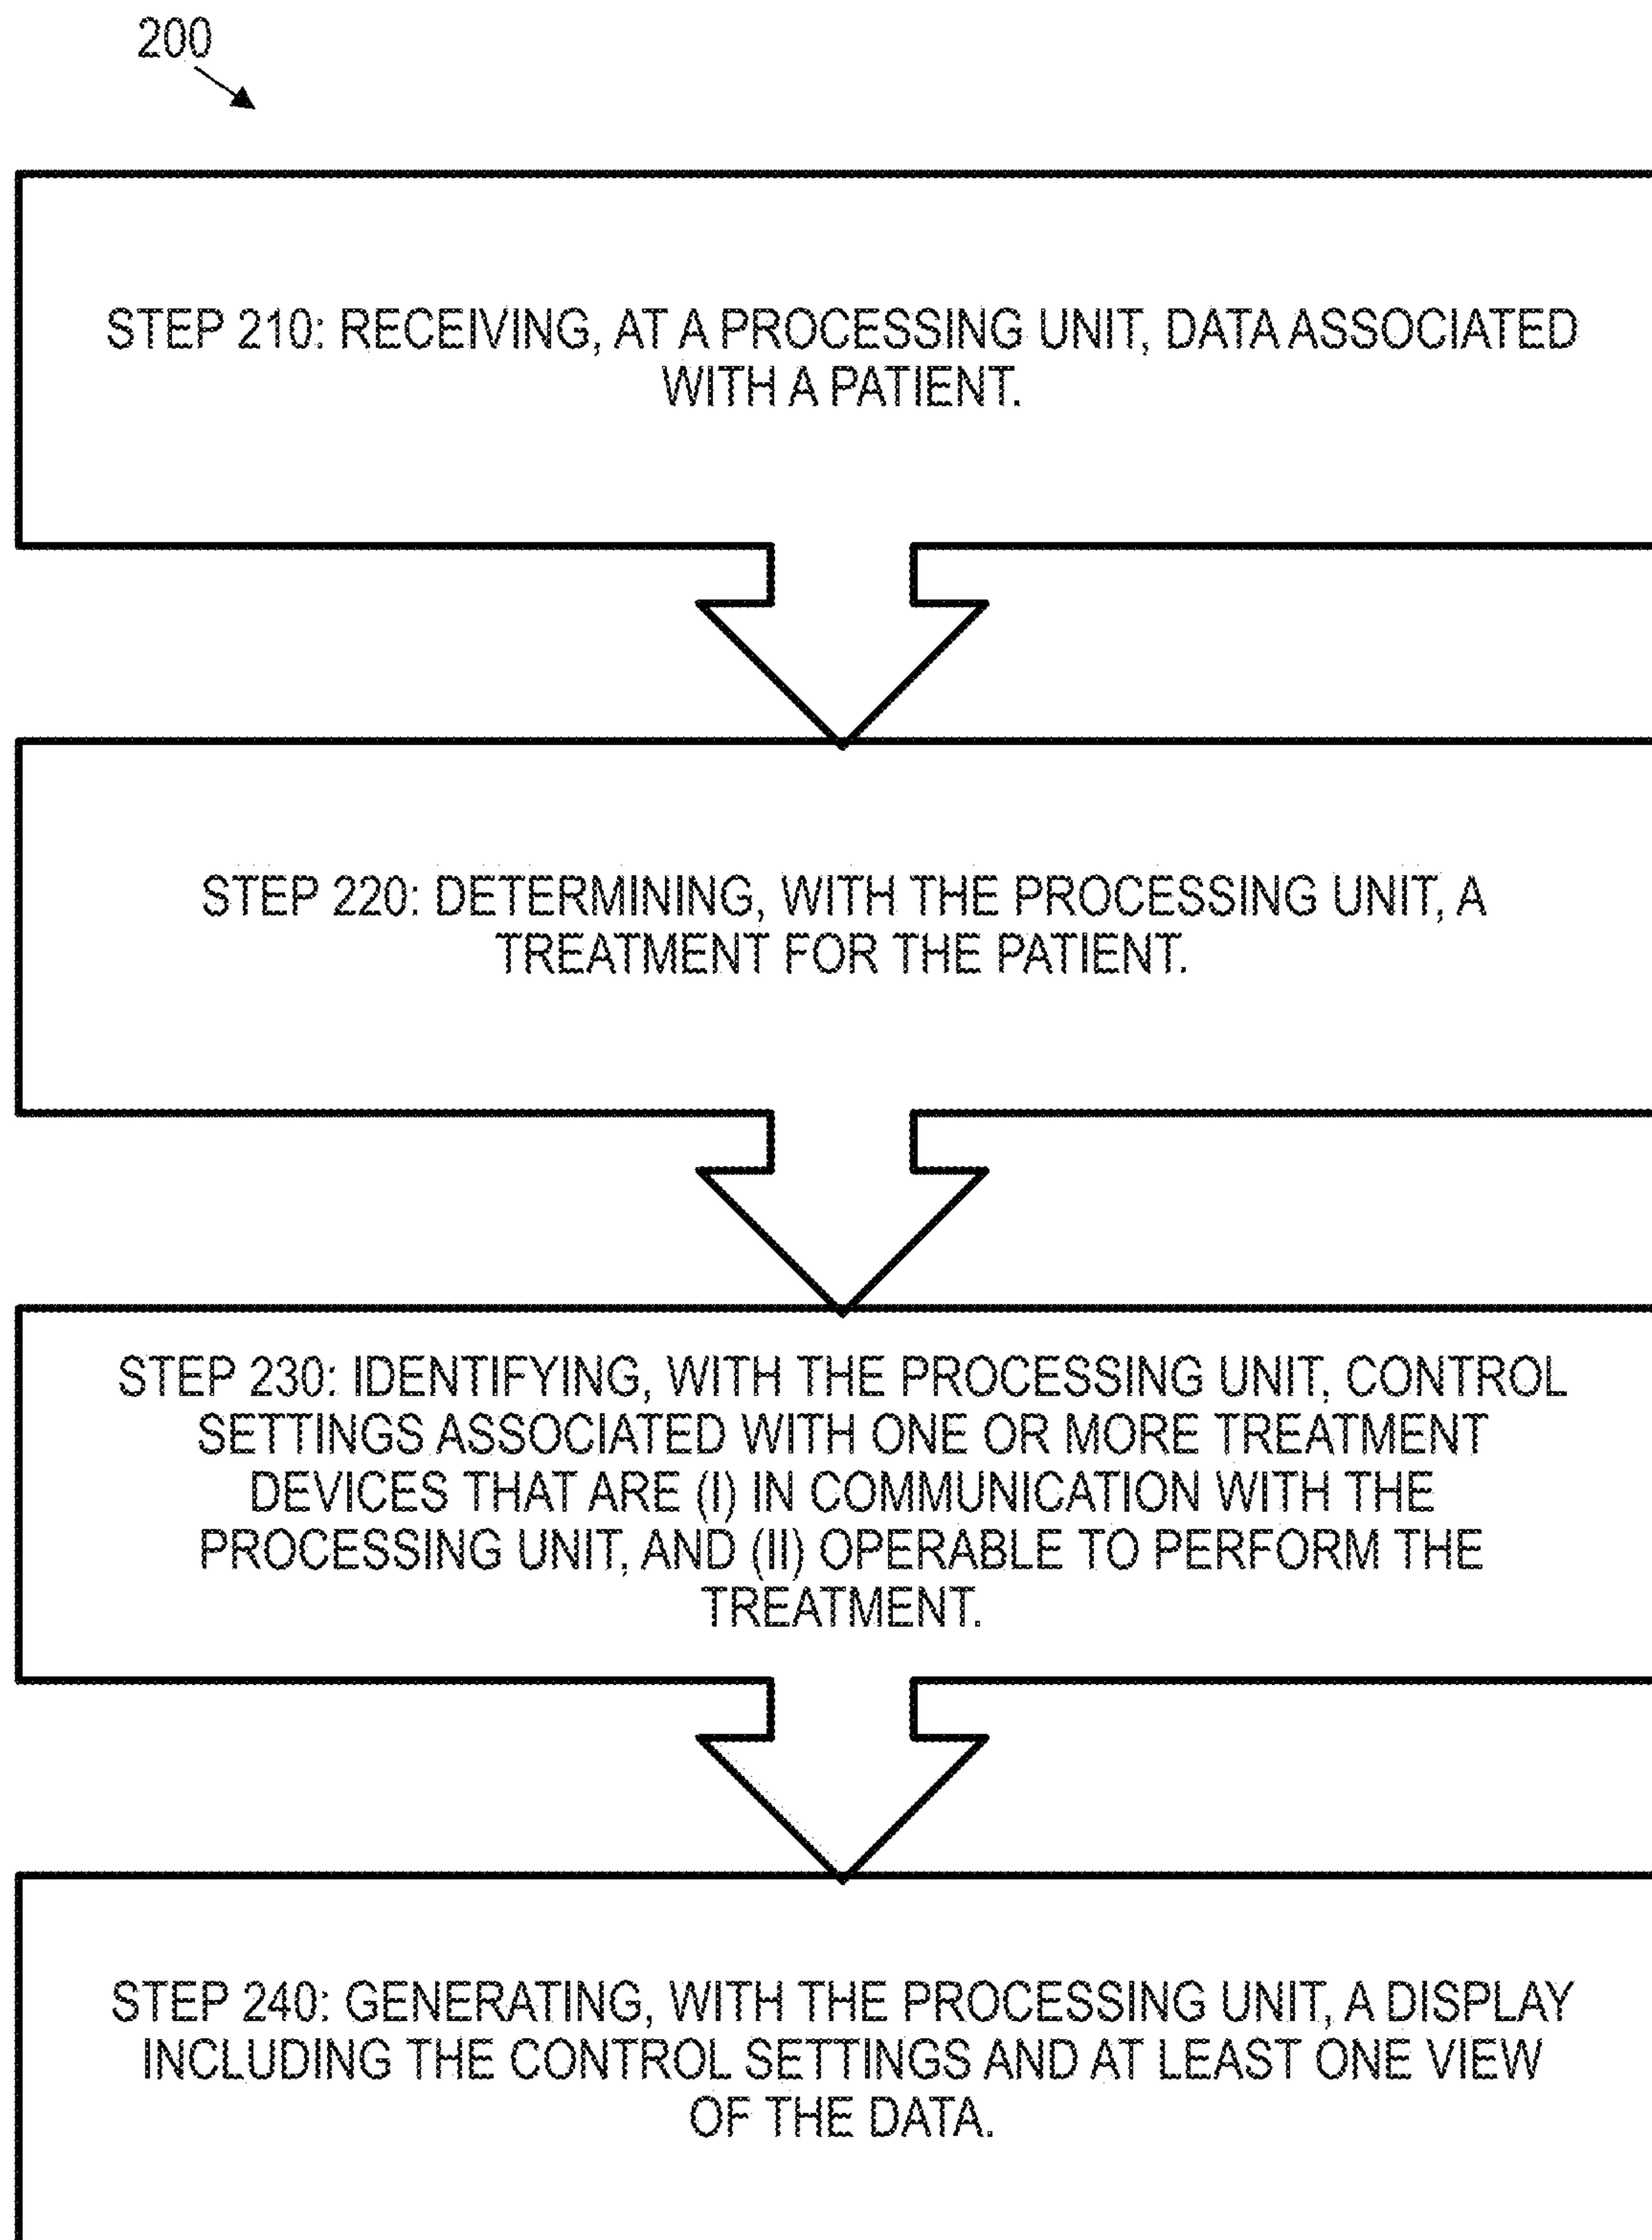 200
STEP 210: RECEIVING, AT A PROCESSING UNIT, DATA ASSOCIATED
WITH A PATIENT.
STEP 220: DETERMINING, WITH THE PROCESSING UNIT, A
TREATMENT FOR THE PATIENT.
STEP 230: IDENTIFYING, WITH THE PROCESSING UNIT, CONTROL
SETTINGS ASSOCIATED WITH ONE OR MORE TREATMENT
DEVICES THAT ARE (I) IN COMMUNICATION WITH THE
PROCESSING UNIT, AND (II) OPERABLE TO PERFORM THE
TREATMENT.
STEP 240: GENERATING, WITH THE PROCESSING UNIT, A DISPLAY
INCLUDING THE CONTROL SETTINGS AND AT LEAST ONE VIEW
OF THE DATA.